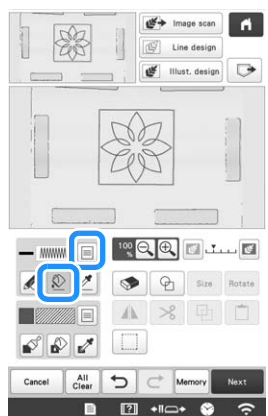 Image scan
Line design
Illust. design
100 %
Size
Rotate
Cancel
All Clear
Memory
Next